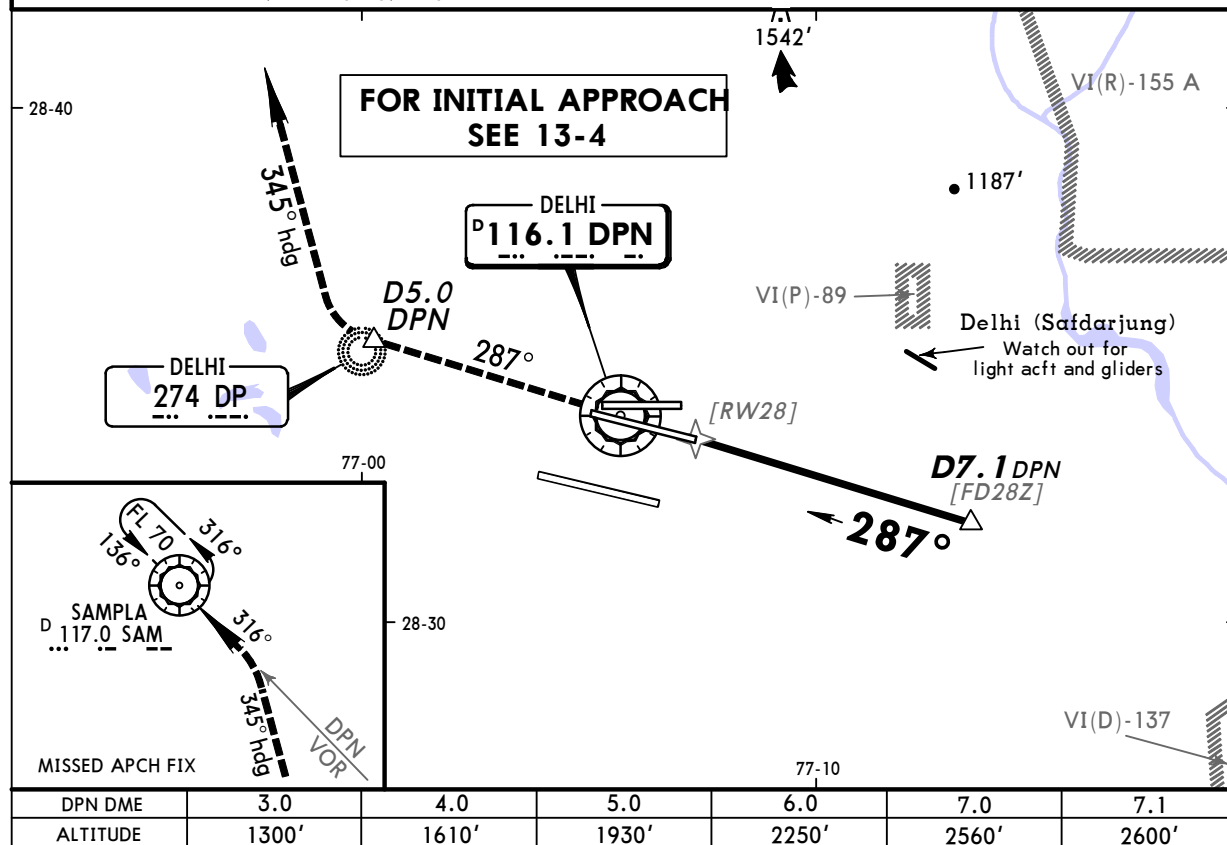 1542'
28-40
FOR INITIAL APPROACH
SEE 13-4
VI(R)-155 A
1187'
345° hdg
DELHI
D 116.1 DPN
D5.0
DPN
VI(P)-89
Delhi (Safdarjung)
Watch out for
light acft and gliders
287°
DELHI
274 DP
[RW28]
77-00
D7.1 DPN
[FD28Z]
287°
FL 70
316°
136°
SAMPLA
D 117.0 SAM
316°
28-30
345° hdg
DPN
VOR
VI(D)-137
MISSED APCH FIX
77-10
DPN DME 3.0 4.0 5.0 6.0 7.0 7.1
ALTITUDE 1300' 1610' 1930' 2250' 2560' 2600'